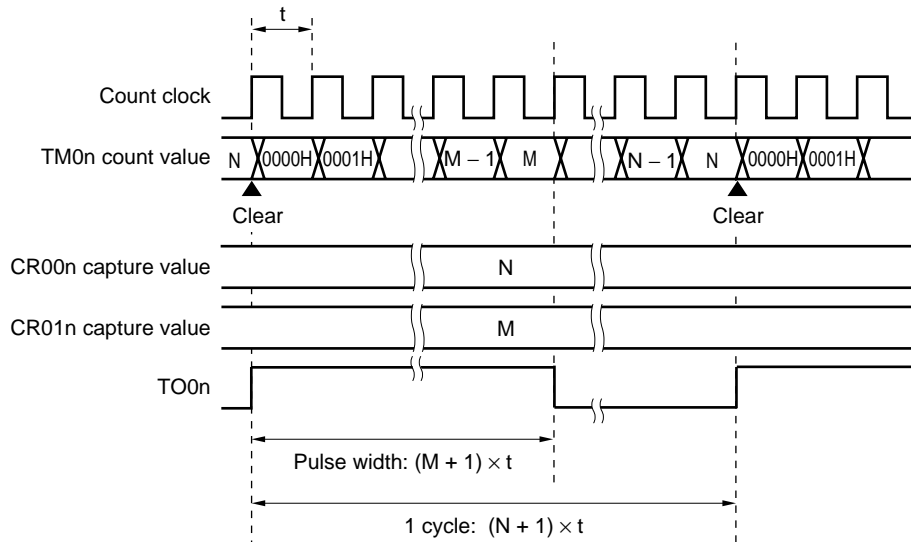 t
Count clock
TM0n count value N 0000H 0001H M – 1 M N – 1 N 0000H 0001H
Clear Clear
CR00n capture value N
CR01n capture value M
TO0n
Pulse width: (M + 1) × t
1 cycle: (N + 1) × t